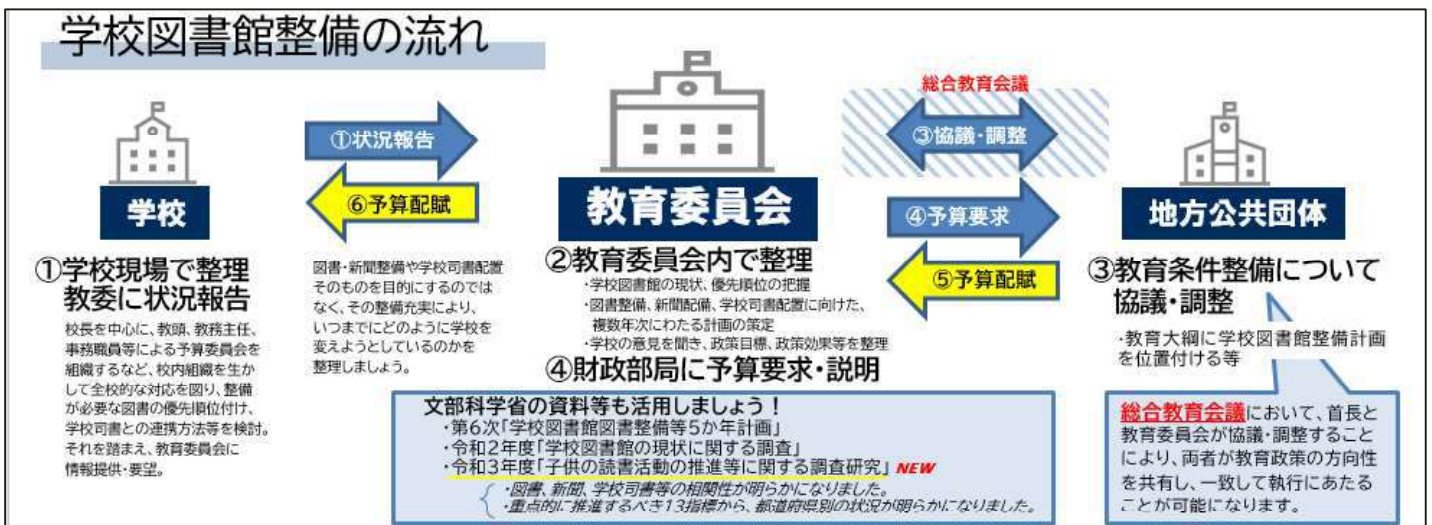 学校図書館整備の流れ
学校
①状況報告
⑥予算配賦
教育委員会
総合教育会議
③協議・調整
④予算要求
⑤予算配賦
地方公共団体
①学校現場で整理
教委に状況報告
校長を中心に、教頭、教務主任、
事務職員等による予算委員会を
組織するなど、校内組織を生か
して全校的な対応を図り、整備
が必要な図書の優先順位付け、
学校司書との連携方法等を検討。
それを踏まえ、教育委員会に
情報提供・要望。
図書・新聞整備や学校司書配置
そのものを目的にするのでは
なく、その整備充実により、
いつまでにどのように学校を
変えようとしているのかを
整理しましょう。
②教育委員会内で整理
・学校図書館の現状、優先順位の把握
・図書整備、新聞配備、学校司書配置に向けた、
複数年次にわたる計画の策定
・学校の意見を聞き、政策目標、政策効果等を整理
④財政部局に予算要求・説明
文部科学省の資料等も活用しましょう！
・第6次「学校図書館図書整備等5か年計画」
・令和2年度「学校図書館の現状に関する調査」
・令和3年度「子供の読書活動の推進等に関する調査研究」 NEW
・図書、新聞、学校司書等の相関性が明らかになりました。
・重点的に推進するべき13指標から、都道府県別の状況が明らかになりました。
③教育条件整備について
協議・調整
・教育大綱に学校図書館整備計画
を位置付ける等
総合教育会議において、首長と
教育委員会が協議・調整すること
により、両者が教育政策の方向性
を共有し、一致して執行にあたる
ことが可能になります。